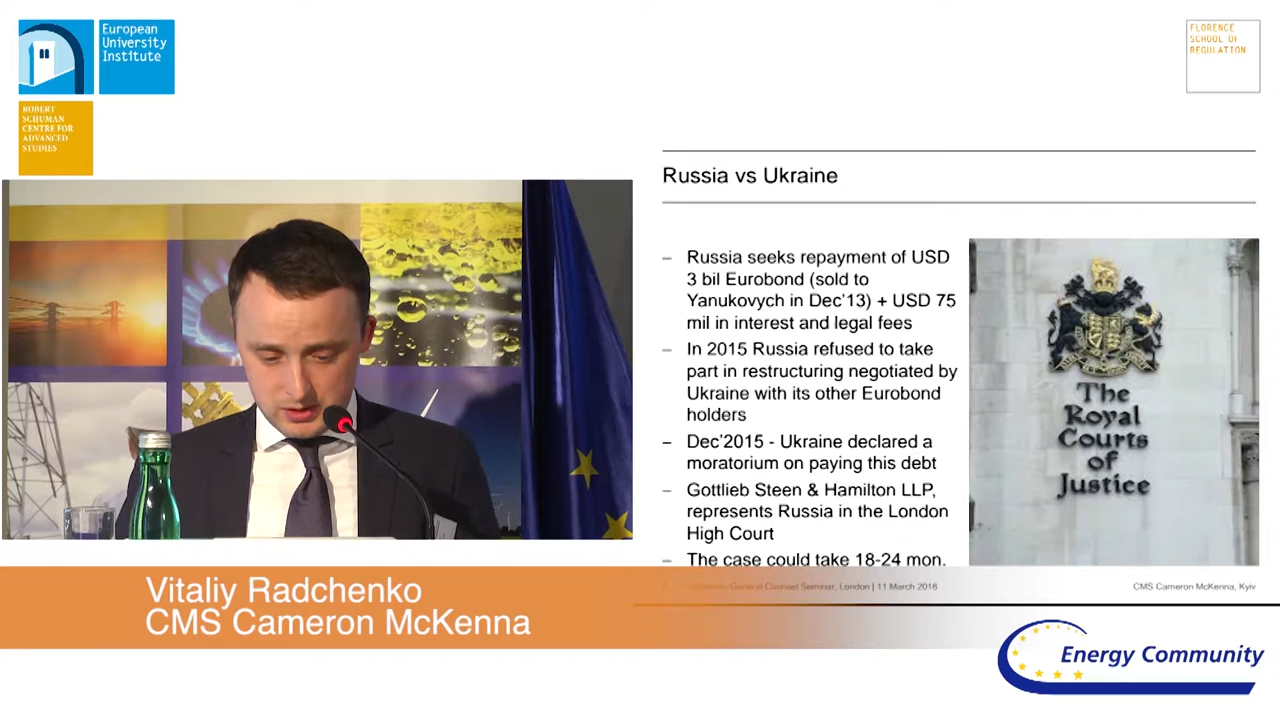 European
University
Institute
ROBERT
SCHUMAN
CENTRE FOR
ADVANCED
STUDIES
FLORENCE
SCHOOL OF
REGULATION
Russia vs Ukraine
– Russia seeks repayment of USD
3 bil Eurobond (sold to
Yanukovych in Dec'13) + USD 75
mil in interest and legal fees
– In 2015 Russia refused to take
part in restructuring negotiated by
Ukraine with its other Eurobond
holders
– Dec'2015 - Ukraine declared a
moratorium on paying this debt
– Gottlieb Steen & Hamilton LLP,
represents Russia in the London
High Court
– The case could take 18-24 mon.
The
Royal
Courts
of
Justice
General Counsel Seminar, London | 11 March 2016
CMS Cameron McKenna, Kyiv
Vitaliy Radchenko
CMS Cameron McKenna
Energy Community